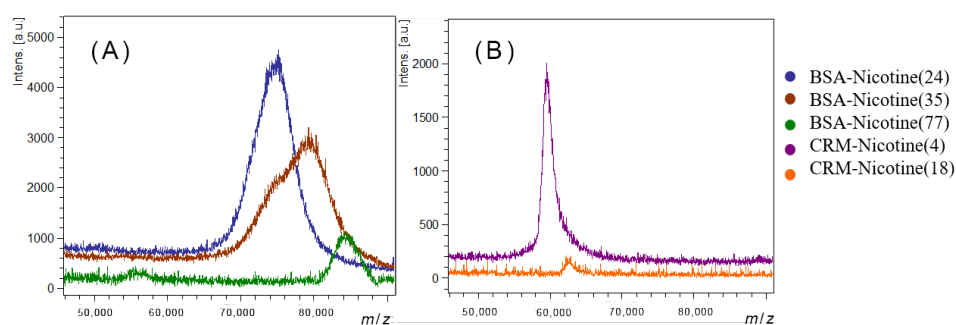 Intens. [a.u.]
(A)
5000
4000
3000
2000
1000
0
50,000 60,000 70,000 80,000 m/z
Intens. [a.u.]
(B)
2000
1500
1000
500
0
50,000 60,000 70,000 80,000 m/z
BSA-Nicotine(24)
BSA-Nicotine(35)
BSA-Nicotine(77)
CRM-Nicotine(4)
CRM-Nicotine(18)